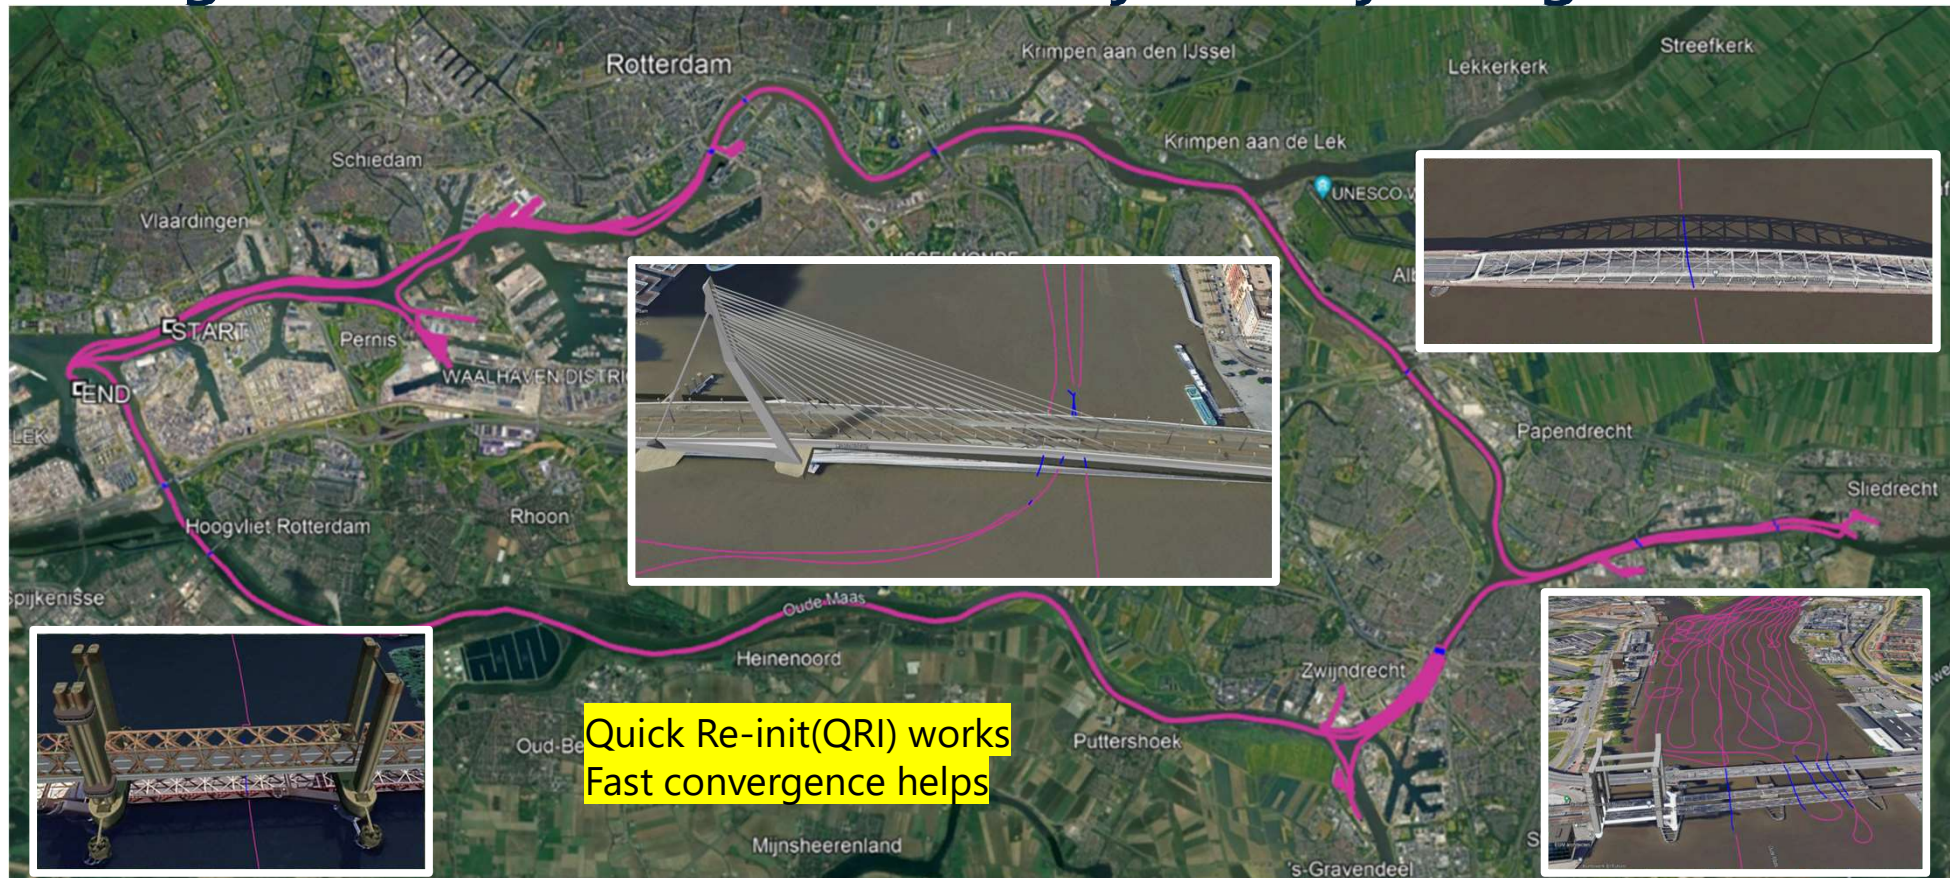 Rotterdam
Krimpen aan den IJssel
Streefkerk
Lekkerkerk
Schiedam
Krimpen aan de Lek
UNESCO
Vlaardingen
START
Pernis
WAALHAVEN
END
LEK
Papendrecht
Sliedrecht
Hoogvliet Rotterdam
Rhoon
Oude Maas
Heinenoord
Zwijndrecht
Quick Re-init(QRI) works
Fast convergence helps
Puttershoek
Mijnsheerenland
's-Gravendeel